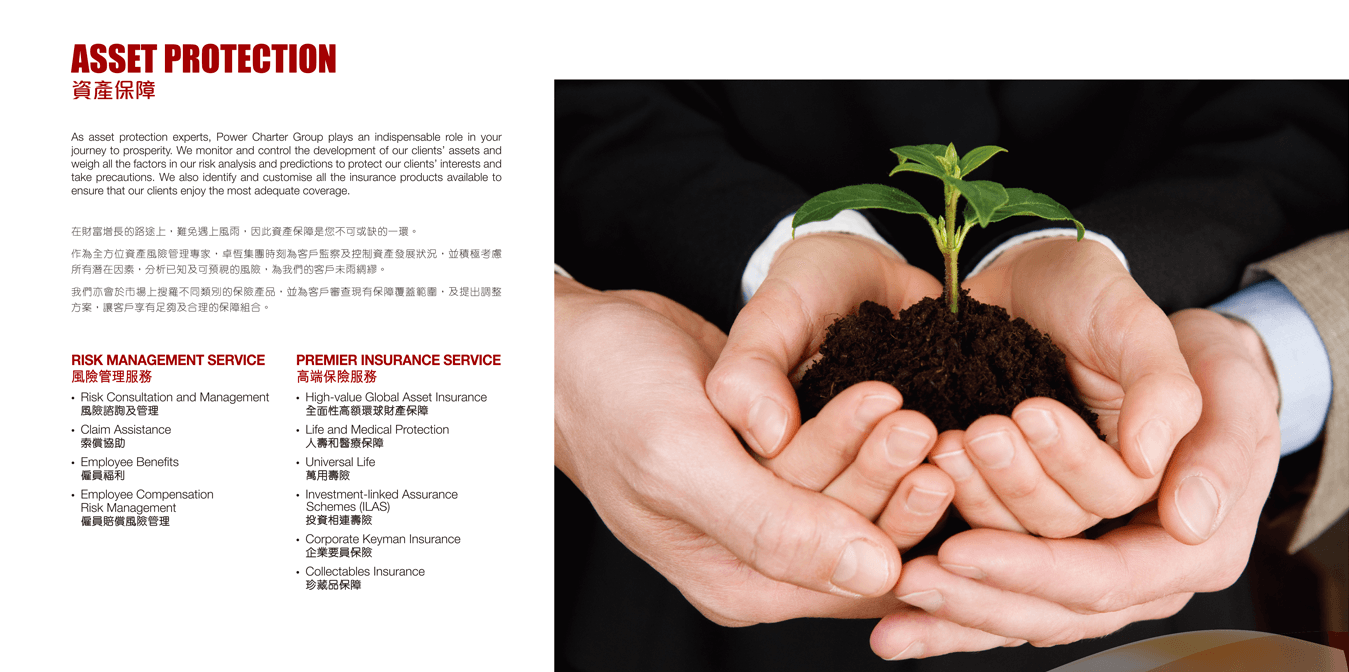 ASSET PROTECTION
資產保障
As asset protection experts, Power Charter Group plays an indispensable role in your
journey to prosperity. We monitor and control the development of our clients’ assets and
weigh all the factors in our risk analysis and predictions to protect our clients’ interests and
take precautions. We also identify and customise all the insurance products available to
ensure that our clients enjoy the most adequate coverage.
在財富增長的路途上，難免遇上風雨，因此資產保障是您不可或缺的一環。
作為全方位資產風險管理專家，卓恆集團時刻為客戶監察及控制資產發展狀況，並積極考慮
所有潛在因素，分析已知及可預視的風險，為我們的客戶未雨綢繆。
我們亦會於市場上搜羅不同類別的保險產品，並為客戶審查現有保障覆蓋範圍，及提出調整
方案，讓客戶享有足夠及合理的保障組合。
RISK MANAGEMENT SERVICE
風險管理服務
• Risk Consultation and Management
風險諮詢及管理
• Claim Assistance
索償協助
• Employee Benefits
僱員福利
• Employee Compensation
Risk Management
僱員賠償風險管理
PREMIER INSURANCE SERVICE
高端保險服務
• High-value Global Asset Insurance
全面性高額環球財產保障
• Life and Medical Protection
人壽和醫療保障
• Universal Life
萬用壽險
• Investment-linked Assurance
Schemes (ILAS)
投資相連壽險
• Corporate Keyman Insurance
企業要員保險
• Collectables Insurance
珍藏品保障